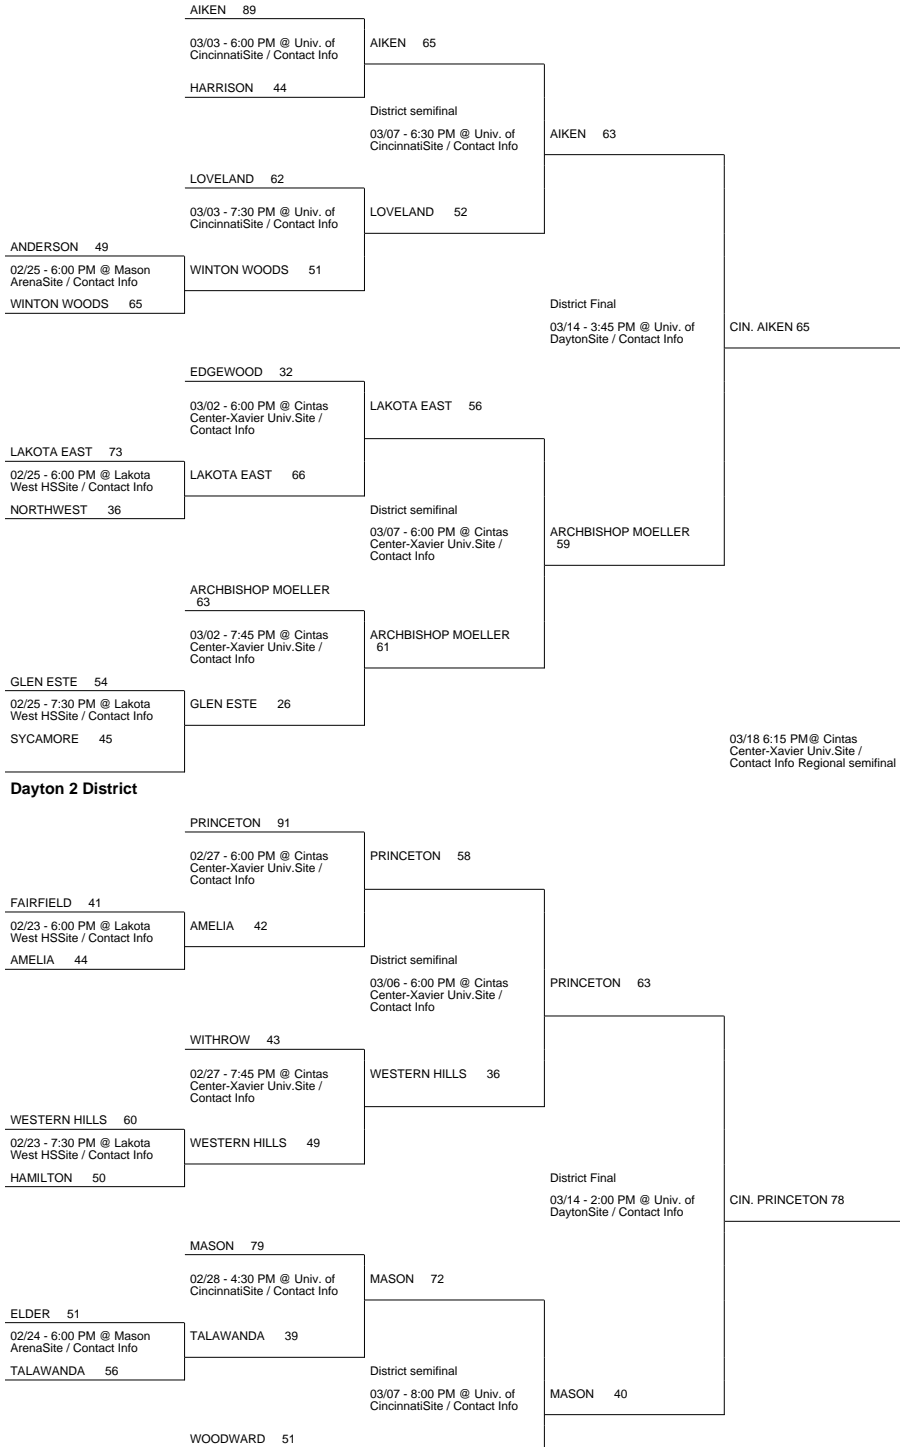 AIKEN 89
03/03 - 6:00 PM @ Univ. of
CincinnatiSite / Contact Info
AIKEN 65
HARRISON 44
District semifinal
03/07 - 6:30 PM @ Univ. of
CincinnatiSite / Contact Info
AIKEN 63
LOVELAND 62
03/03 - 7:30 PM @ Univ. of
CincinnatiSite / Contact Info
LOVELAND 52
ANDERSON 49
02/25 - 6:00 PM @ Mason
ArenaSite / Contact Info
WINTON WOODS 51
WINTON WOODS 65
District Final
03/14 - 3:45 PM @ Univ. of
DaytonSite / Contact Info
CIN. AIKEN 65
EDGEWOOD 32
03/02 - 6:00 PM @ Cintas
Center-Xavier Univ.Site /
Contact Info
LAKOTA EAST 56
LAKOTA EAST 73
02/25 - 6:00 PM @ Lakota
West HSSite / Contact Info
LAKOTA EAST 66
NORTHWEST 36
District semifinal
03/07 - 6:00 PM @ Cintas
Center-Xavier Univ.Site /
Contact Info
ARCHBISHOP MOELLER
59
ARCHBISHOP MOELLER
63
03/02 - 7:45 PM @ Cintas
Center-Xavier Univ.Site /
Contact Info
ARCHBISHOP MOELLER
61
GLEN ESTE 54
02/25 - 7:30 PM @ Lakota
West HSSite / Contact Info
GLEN ESTE 26
SYCAMORE 45
03/18 6:15 PM@ Cintas
Center-Xavier Univ.Site /
Contact Info Regional semifinal
Dayton 2 District
PRINCETON 91
02/27 - 6:00 PM @ Cintas
Center-Xavier Univ.Site /
Contact Info
PRINCETON 58
FAIRFIELD 41
02/23 - 6:00 PM @ Lakota
West HSSite / Contact Info
AMELIA 42
AMELIA 44
District semifinal
03/06 - 6:00 PM @ Cintas
Center-Xavier Univ.Site /
Contact Info
PRINCETON 63
WITHROW 43
02/27 - 7:45 PM @ Cintas
Center-Xavier Univ.Site /
Contact Info
WESTERN HILLS 36
WESTERN HILLS 60
02/23 - 7:30 PM @ Lakota
West HSSite / Contact Info
WESTERN HILLS 49
HAMILTON 50
District Final
03/14 - 2:00 PM @ Univ. of
DaytonSite / Contact Info
CIN. PRINCETON 78
MASON 79
02/28 - 4:30 PM @ Univ. of
CincinnatiSite / Contact Info
MASON 72
ELDER 51
02/24 - 6:00 PM @ Mason
ArenaSite / Contact Info
TALAWANDA 39
TALAWANDA 56
District semifinal
03/07 - 8:00 PM @ Univ. of
CincinnatiSite / Contact Info
MASON 40
WOODWARD 51